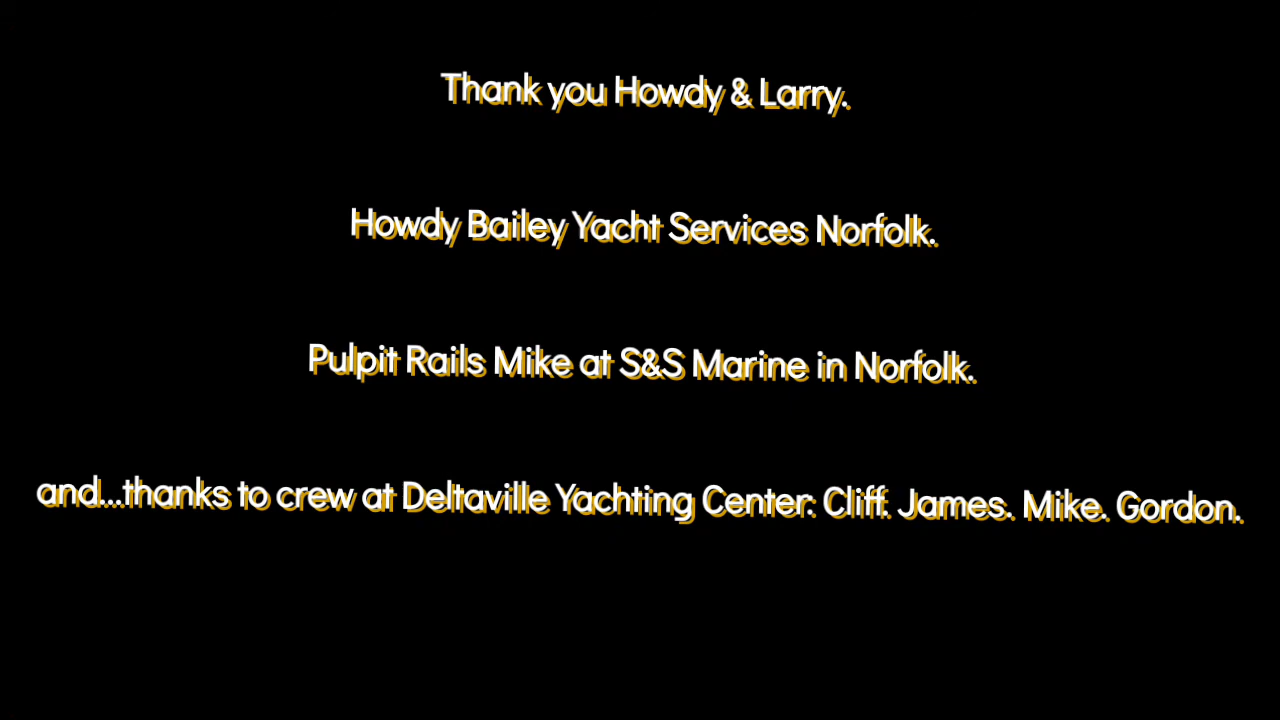 Thank you Howdy & Larry.
Howdy Bailey Yacht Services Norfolk.
Pulpit Rails Mike at S&S Marine in Norfolk.
and...thanks to crew at Deltaville Yachting Center: Cliff. James. Mike. Gordon.